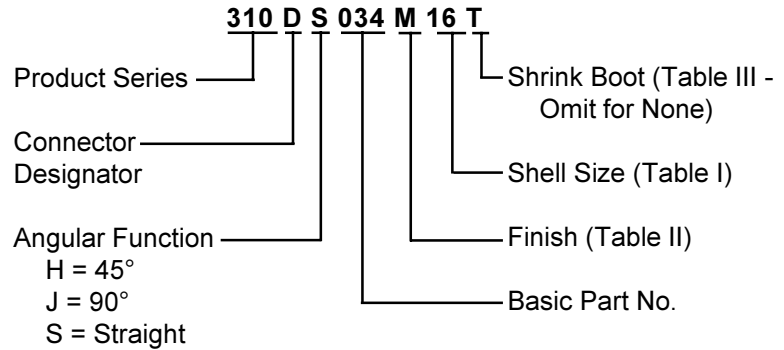 310 D S 034 M 16 T
Product Series
Connector
Designator
Angular Function
H = 45°
J = 90°
S = Straight
Shrink Boot (Table III -
Omit for None)
Shell Size (Table I)
Finish (Table II)
Basic Part No.